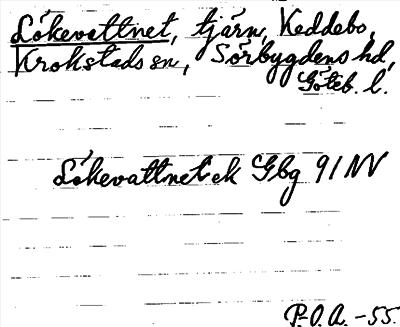 Lökevattnet, tjärn, Keddebo,
Krokstads sn, Sörbygdens hd,
Göteb. l.
Lökevattnet ek Gbg 91 NV
P.O.A. -55.